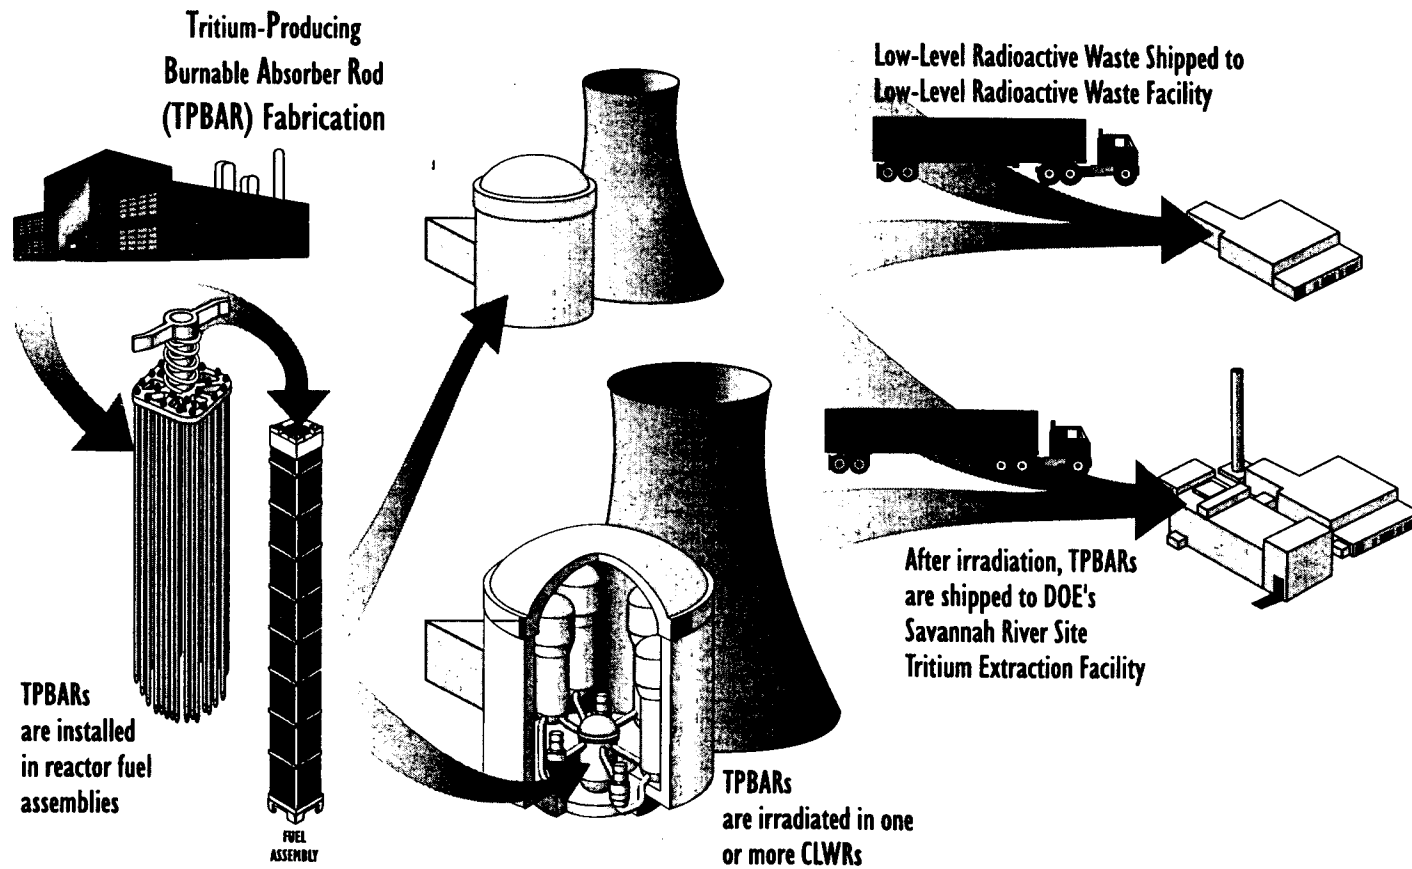 Tritium-Producing
Burnable Absorber Rod
(TPBAR) Fabrication
TPBARs
are installed
in reactor fuel
assemblies
FUEL
ASSEMBLY
TPBARs
are irradiated in one
or more CLWRs
Low-Level Radioactive Waste Shipped to
Low-Level Radioactive Waste Facility
After irradiation, TPBARs
are shipped to DOE's
Savannah River Site
Tritium Extraction Facility